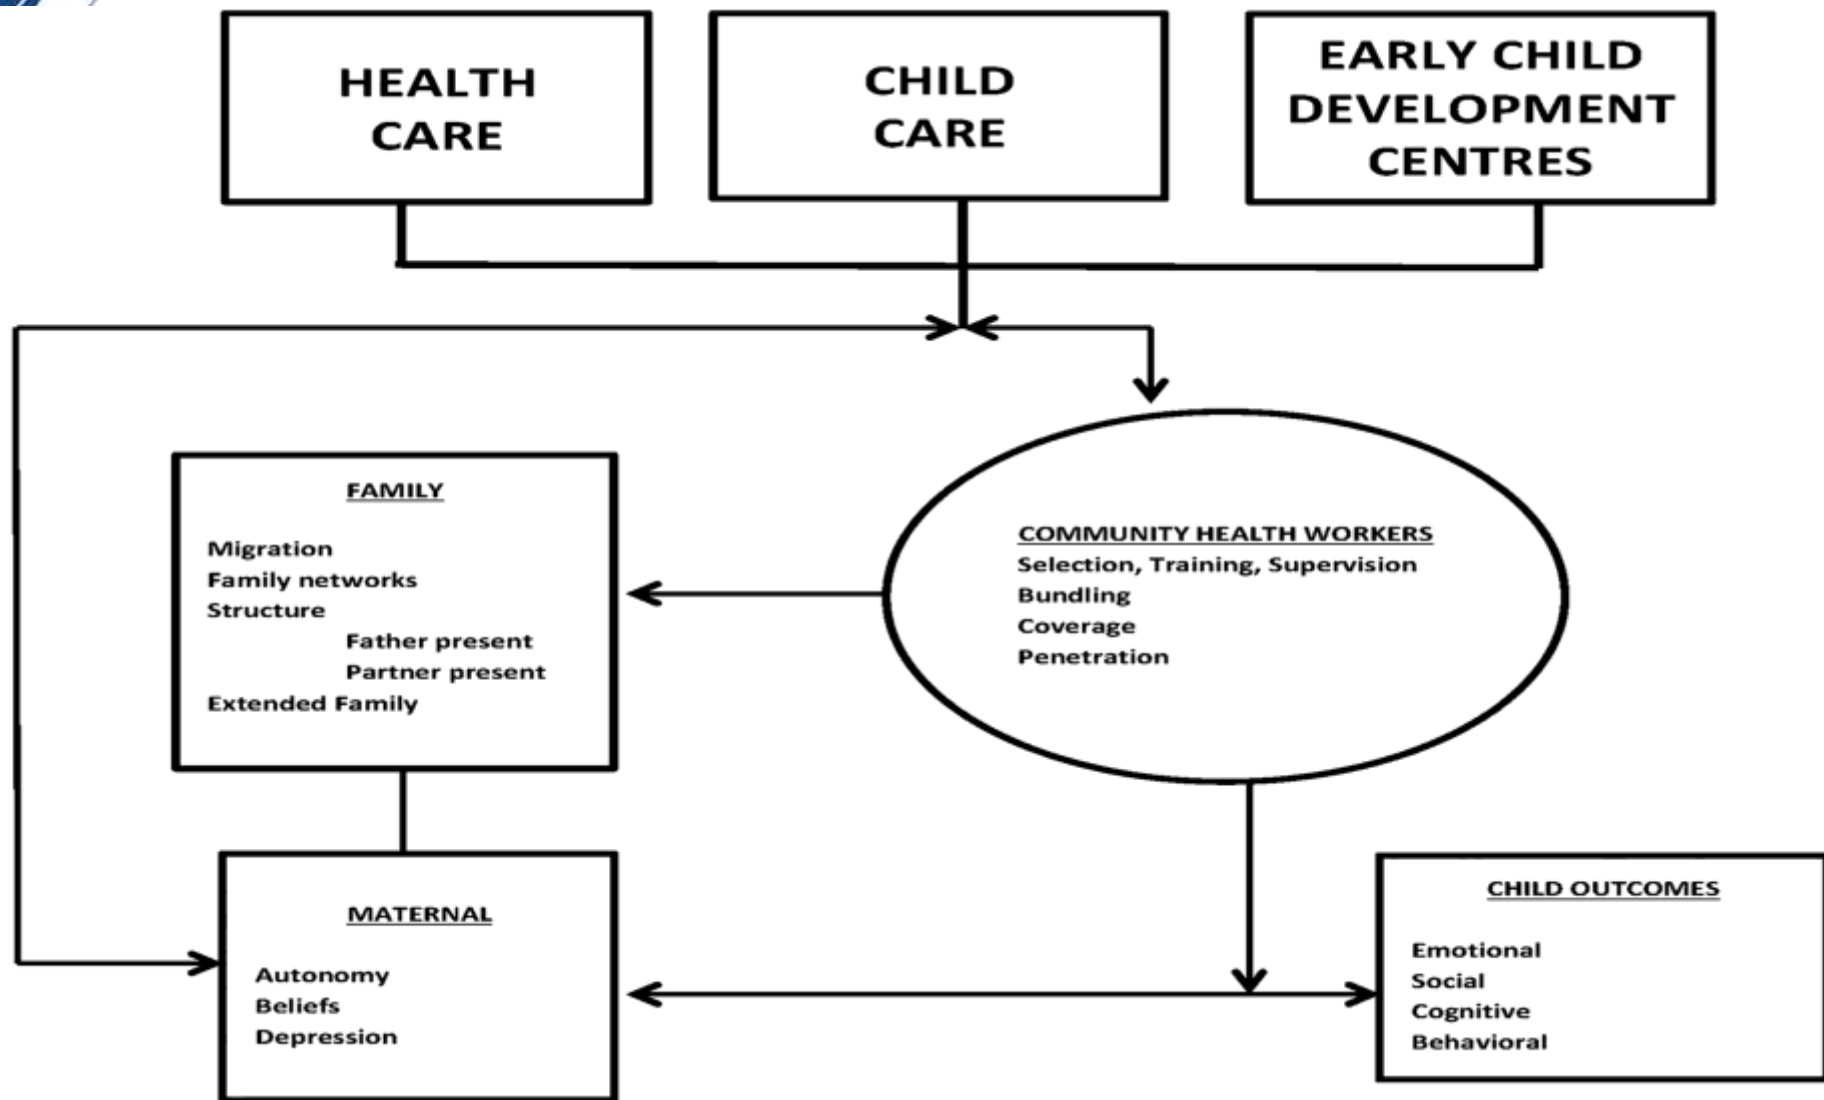 HEALTH
CARE
CHILD
CARE
EARLY CHILD
DEVELOPMENT
CENTRES
FAMILY
Migration
Family networks
Structure
Father present
Partner present
Extended Family
COMMUNITY HEALTH WORKERS
Selection, Training, Supervision
Bundling
Coverage
Penetration
MATERNAL
Autonomy
Beliefs
Depression
CHILD OUTCOMES
Emotional
Social
Cognitive
Behavioral